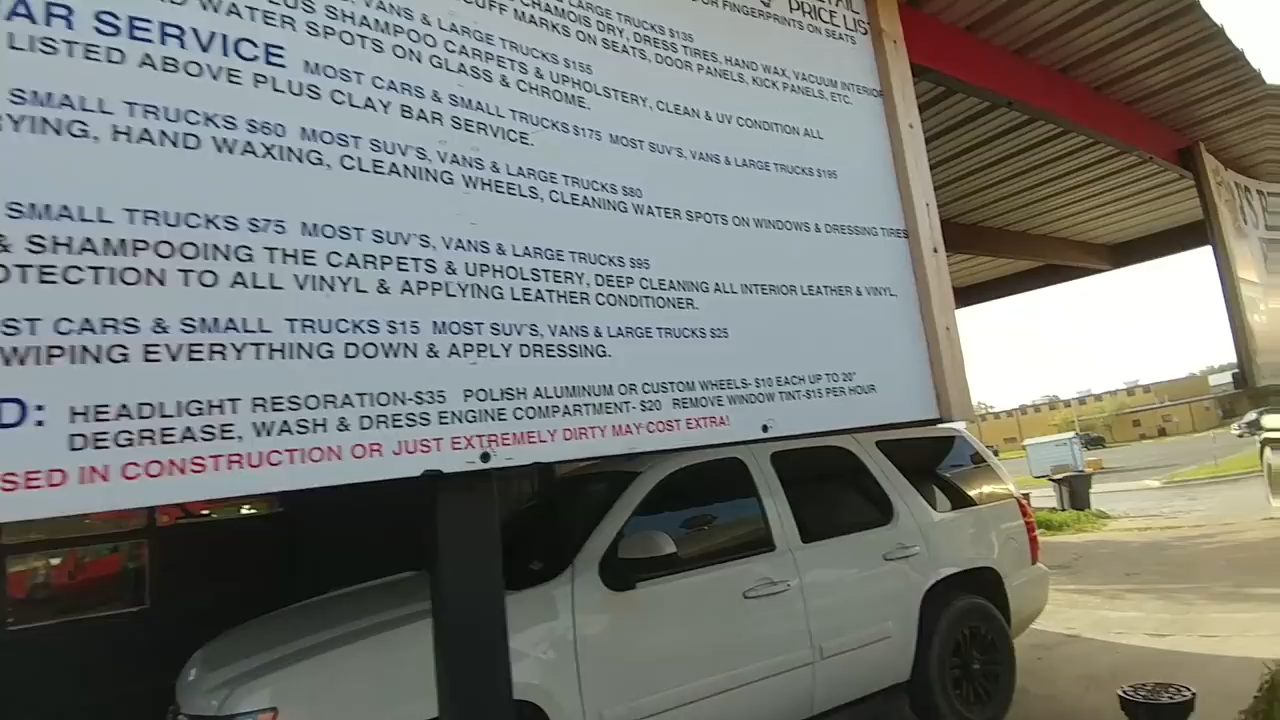 PRICE LIST
LARGE TRUCKS $135
CHAMOIS DRY, DRESS TIRES, HAND WAX, VACUUM INTERIOR
FINGERPRINTS ON SEATS
CUFF MARKS ON SEATS, DOOR PANELS, KICK PANELS, ETC.
VANS & LARGE TRUCKS $155
PLUS SHAMPOO CARPETS & UPHOLSTERY, CLEAN & UV CONDITION ALL
WATER SPOTS ON GLASS & CHROME.
AR SERVICE MOST CARS & SMALL TRUCKS $175 MOST SUV'S, VANS & LARGE TRUCKS $195
LISTED ABOVE PLUS CLAY BAR SERVICE.
SMALL TRUCKS $60 MOST SUV'S, VANS & LARGE TRUCKS $80
RYING, HAND WAXING, CLEANING WHEELS, CLEANING WATER SPOTS ON WINDOWS & DRESSING TIRES
SMALL TRUCKS $75 MOST SUV'S, VANS & LARGE TRUCKS $95
& SHAMPOOING THE CARPETS & UPHOLSTERY, DEEP CLEANING ALL INTERIOR LEATHER & VINYL,
OTECTION TO ALL VINYL & APPLYING LEATHER CONDITIONER.
ST CARS & SMALL TRUCKS $15 MOST SUV'S, VANS & LARGE TRUCKS $25
WIPING EVERYTHING DOWN & APPLY DRESSING.
D: HEADLIGHT RESORATION-$35 POLISH ALUMINUM OR CUSTOM WHEELS- $10 EACH UP TO 20"
DEGREASE, WASH & DRESS ENGINE COMPARTMENT- $20 REMOVE WINDOW TINT-$15 PER HOUR
SED IN CONSTRUCTION OR JUST EXTREMELY DIRTY MAY COST EXTRA!